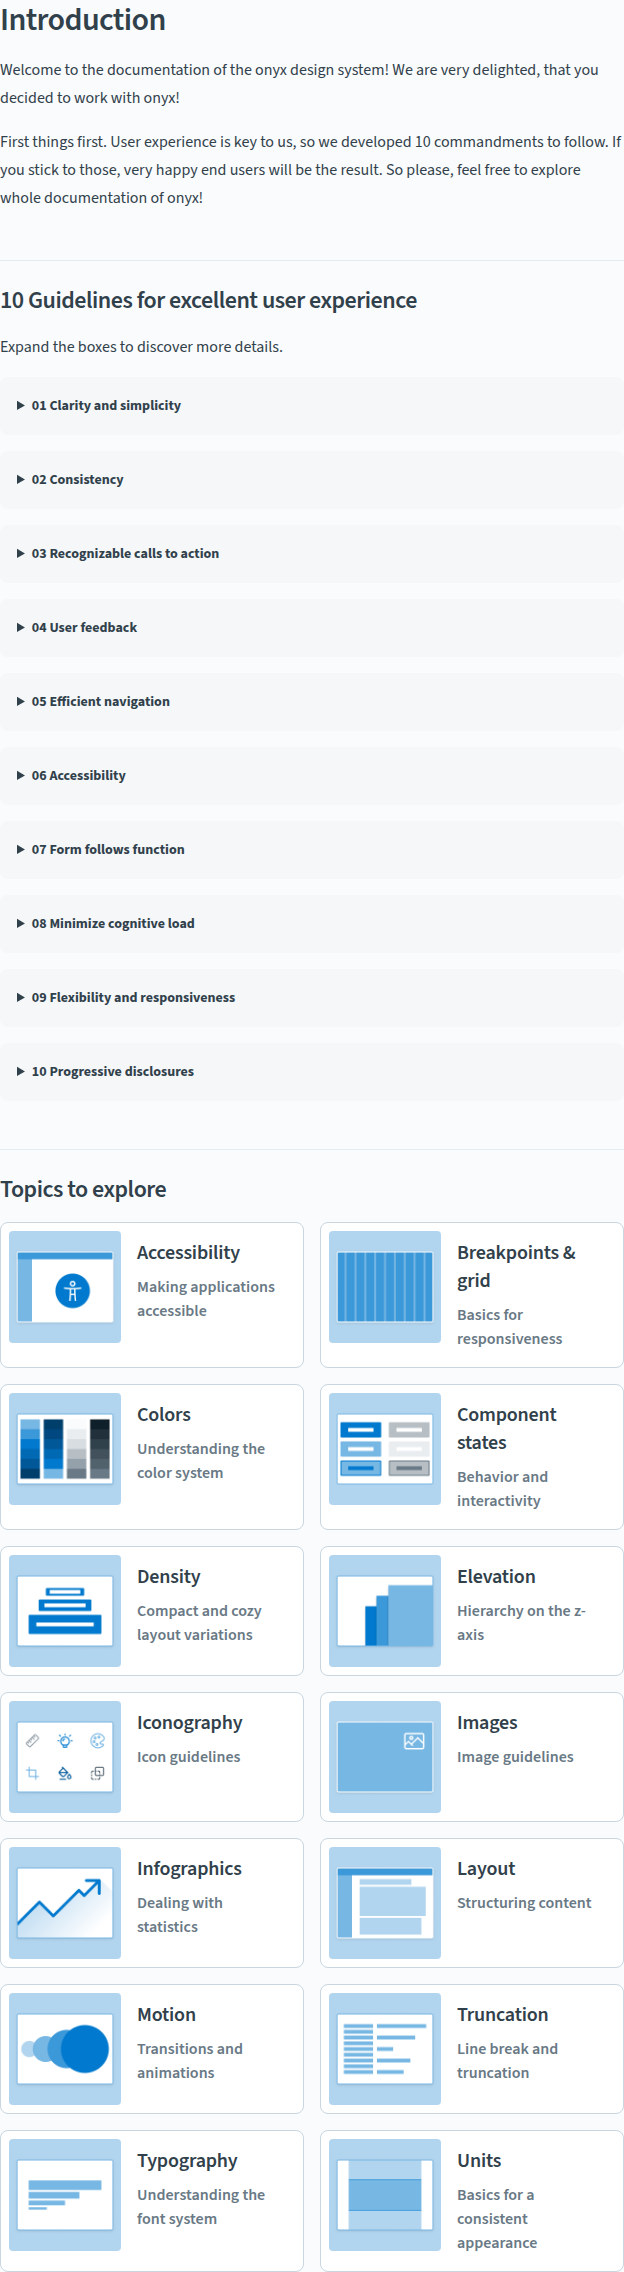 Introduction
Welcome to the documentation of the onyx design system! We are very delighted, that you
decided to work with onyx!
First things first. User experience is key to us, so we developed 10 commandments to follow. If
you stick to those, very happy end users will be the result. So please, feel free to explore
whole documentation of onyx!
10 Guidelines for excellent user experience
Expand the boxes to discover more details.
01 Clarity and simplicity
02 Consistency
03 Recognizable calls to action
04 User feedback
05 Efficient navigation
06 Accessibility
07 Form follows function
08 Minimize cognitive load
09 Flexibility and responsiveness
10 Progressive disclosures
Topics to explore
Accessibility
Making applications
accessible
Breakpoints &
grid
Basics for
responsiveness
Colors
Understanding the
color system
Component
states
Behavior and
interactivity
Density
Compact and cozy
layout variations
Elevation
Hierarchy on the z-
axis
Iconography
Icon guidelines
Images
Image guidelines
Infographics
Dealing with
statistics
Layout
Structuring content
Motion
Transitions and
animations
Truncation
Line break and
truncation
Typography
Understanding the
font system
Units
Basics for a
consistent
appearance